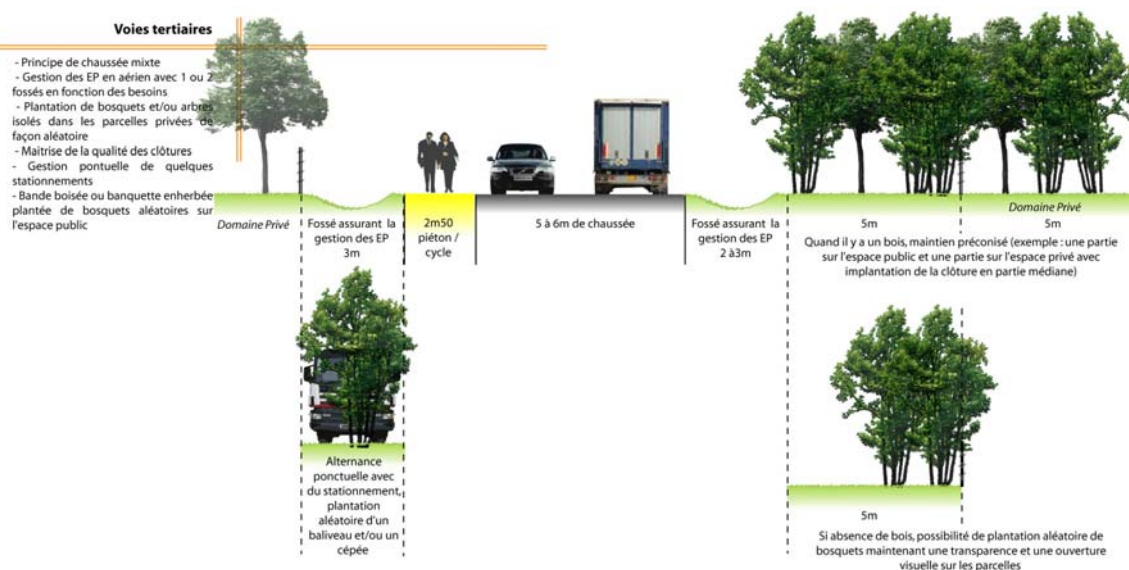 Voies tertiaires
- Principe de chaussée mixte
- Gestion des EP en aérien avec 1 ou 2
fossés en fonction des besoins
- Plantation de bosquets et/ou arbres
isolés dans les parcelles privées de
façon aléatoire
- Maitrise de la qualité des clôtures
- Gestion pontuelle de quelques
stationnements
- Bande boisée ou banquette enherbée
plantée de bosquets aléatoires sur
l'espace public
Domaine Privé
Fossé assurant la
gestion des EP
3m
2m50
piéton /
cycle
5 à 6m de chaussée
Fossé assurant la
gestion des EP
2 à3m
5m
Domaine Privé
5m
Quand il y a un bois, maintien préconisé (exemple : une partie
sur l'espace public et une partie sur l'espace privé avec
implantation de la clôture en partie médiane)
Alternance
ponctuelle avec
du stationnement,
plantation
aléatoire d'un
baliveau et/ou un
cépée
5m
Si absence de bois, possibilité de plantation aléatoire de
bosquets maintenant une transparence et une ouverture
visuelle sur les parcelles